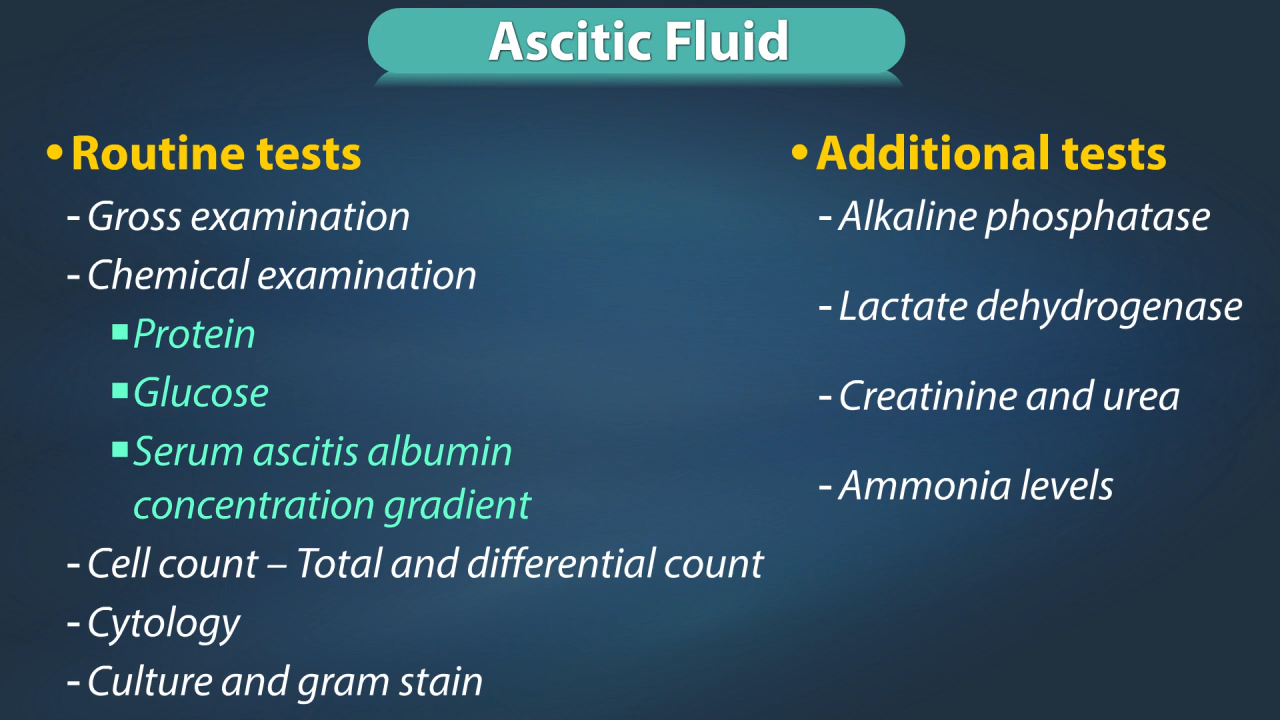 Ascitic Fluid
• Routine tests
- Gross examination
- Chemical examination
■ Protein
■ Glucose
■ Serum ascitis albumin
concentration gradient
- Cell count – Total and differential count
- Cytology
- Culture and gram stain
• Additional tests
- Alkaline phosphatase
- Lactate dehydrogenase
- Creatinine and urea
- Ammonia levels